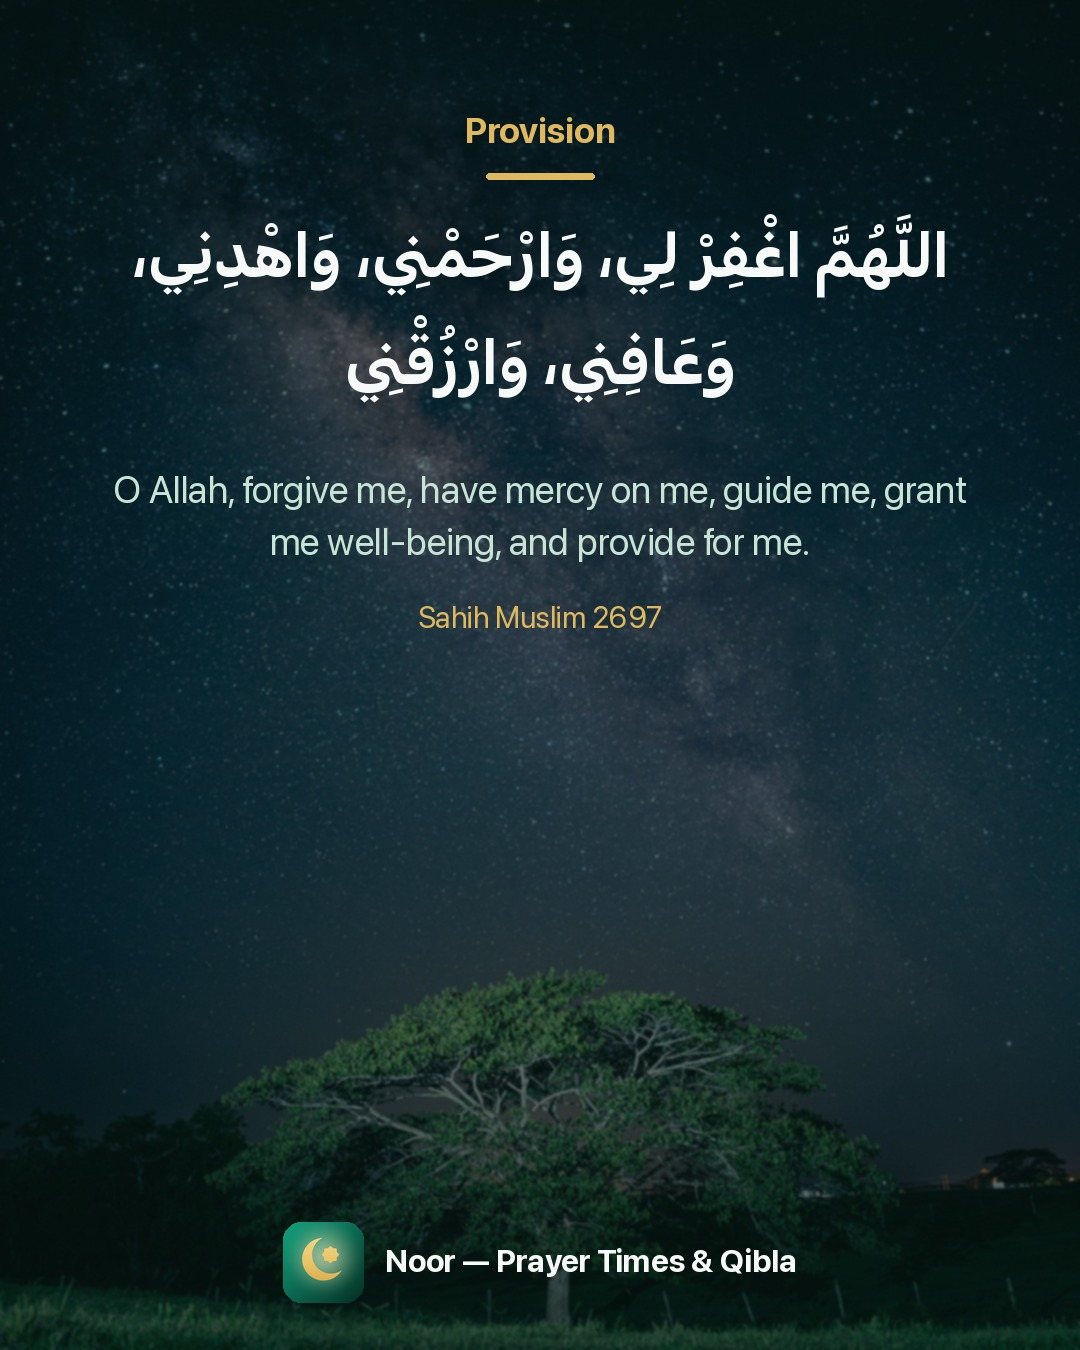 Provision
اللَّهُمَّ اغْفِرْ لِي، وَارْحَمْنِي، وَاهْدِنِي،
وَعَافِنِي، وَارْزُقْنِي
O Allah, forgive me, have mercy on me, guide me, grant
me well-being, and provide for me.
Sahih Muslim 2697
Noor — Prayer Times & Qibla